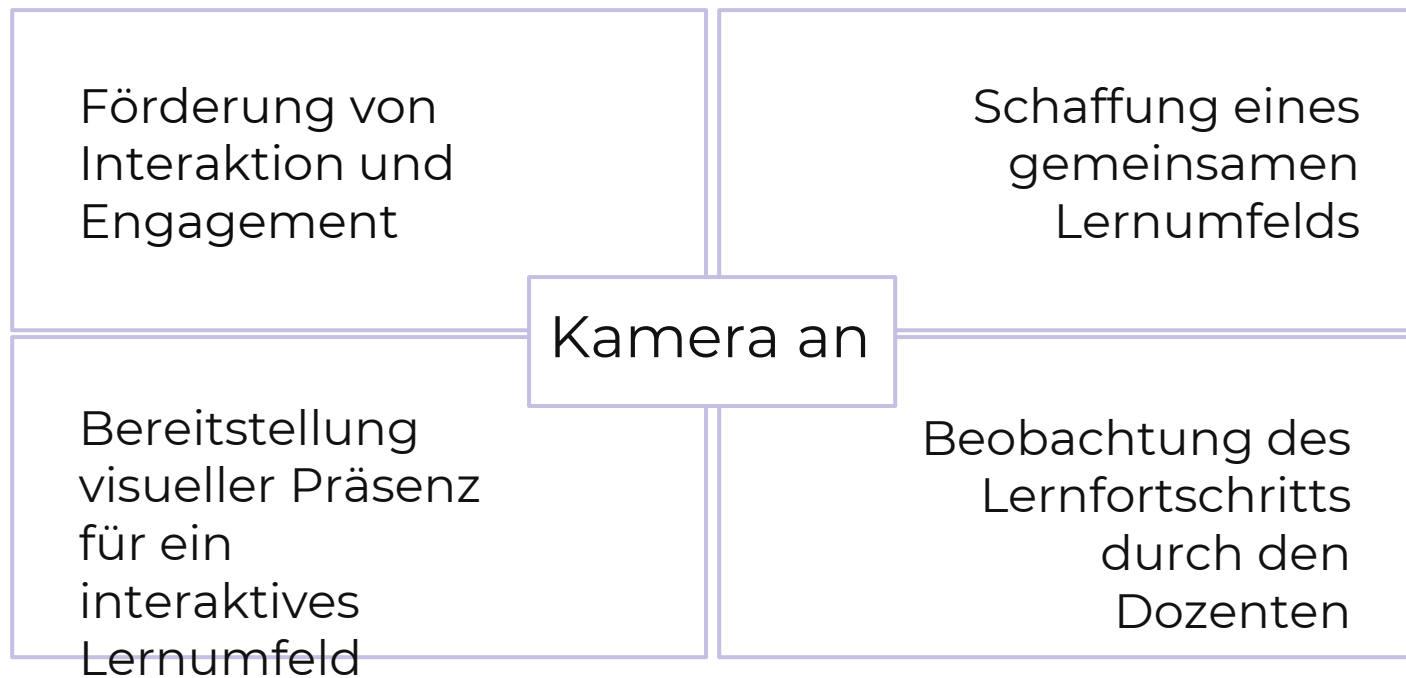 Förderung von
Interaktion und
Engagement
Schaffung eines
gemeinsamen
Lernumfelds
Kamera an
Bereitstellung
visueller Präsenz
für ein
interaktives
Lernumfeld
Beobachtung des
Lernfortschritts
durch den
Dozenten